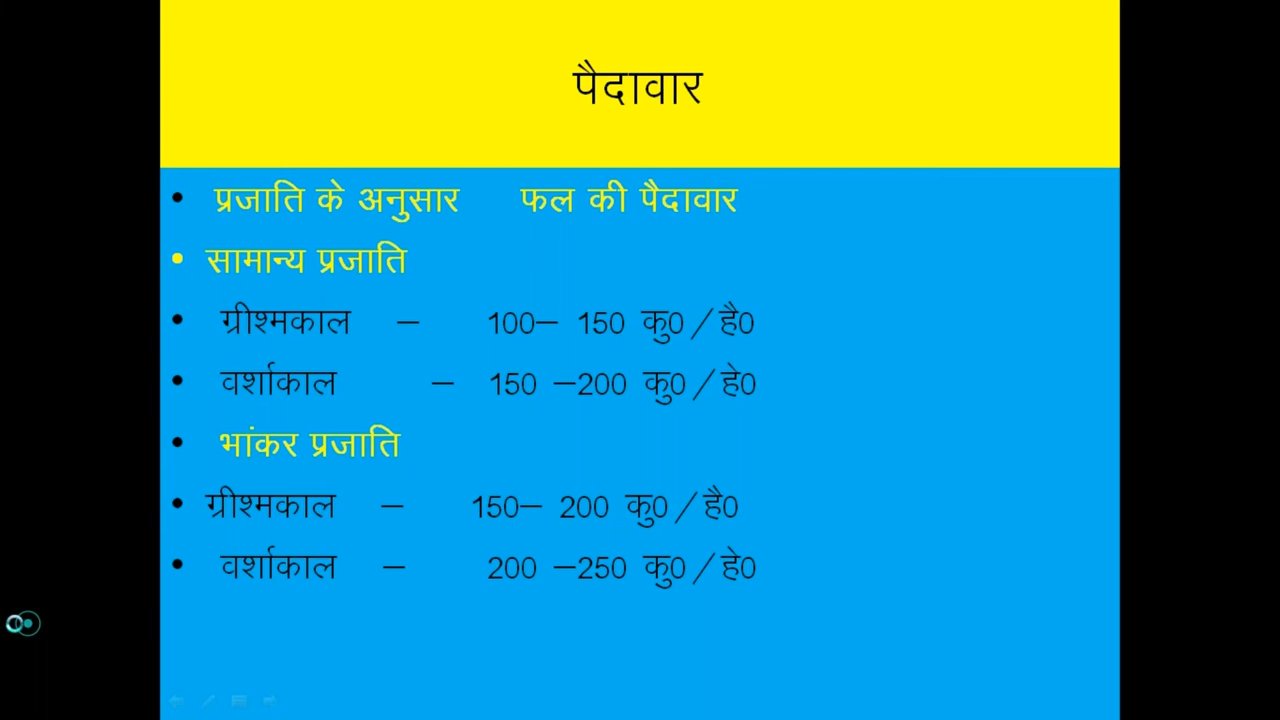 पैदावार
• प्रजाति के अनुसार फल की पैदावार
• सामान्य प्रजाति
• ग्रीश्मकाल – 100– 150 कु0 ⁄ है0
• वर्शाकाल – 150 –200 कु0 ⁄ हे0
• भांकर प्रजाति
• ग्रीश्मकाल – 150– 200 कु0 ⁄ है0
• वर्शाकाल – 200 –250 कु0 ⁄ हे0